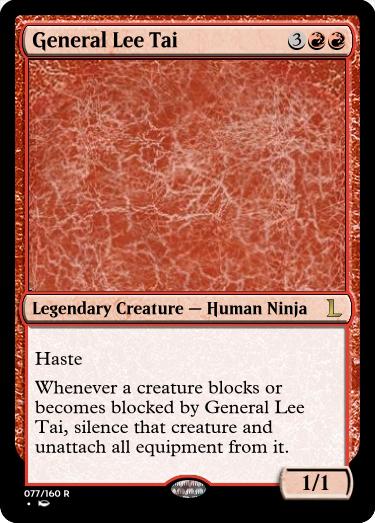 General Lee Tai 3
Legendary Creature — Human Ninja L
Haste
Whenever a creature blocks or
becomes blocked by General Lee
Tai, silence that creature and
unattach all equipment from it.
1/1
077/160 R